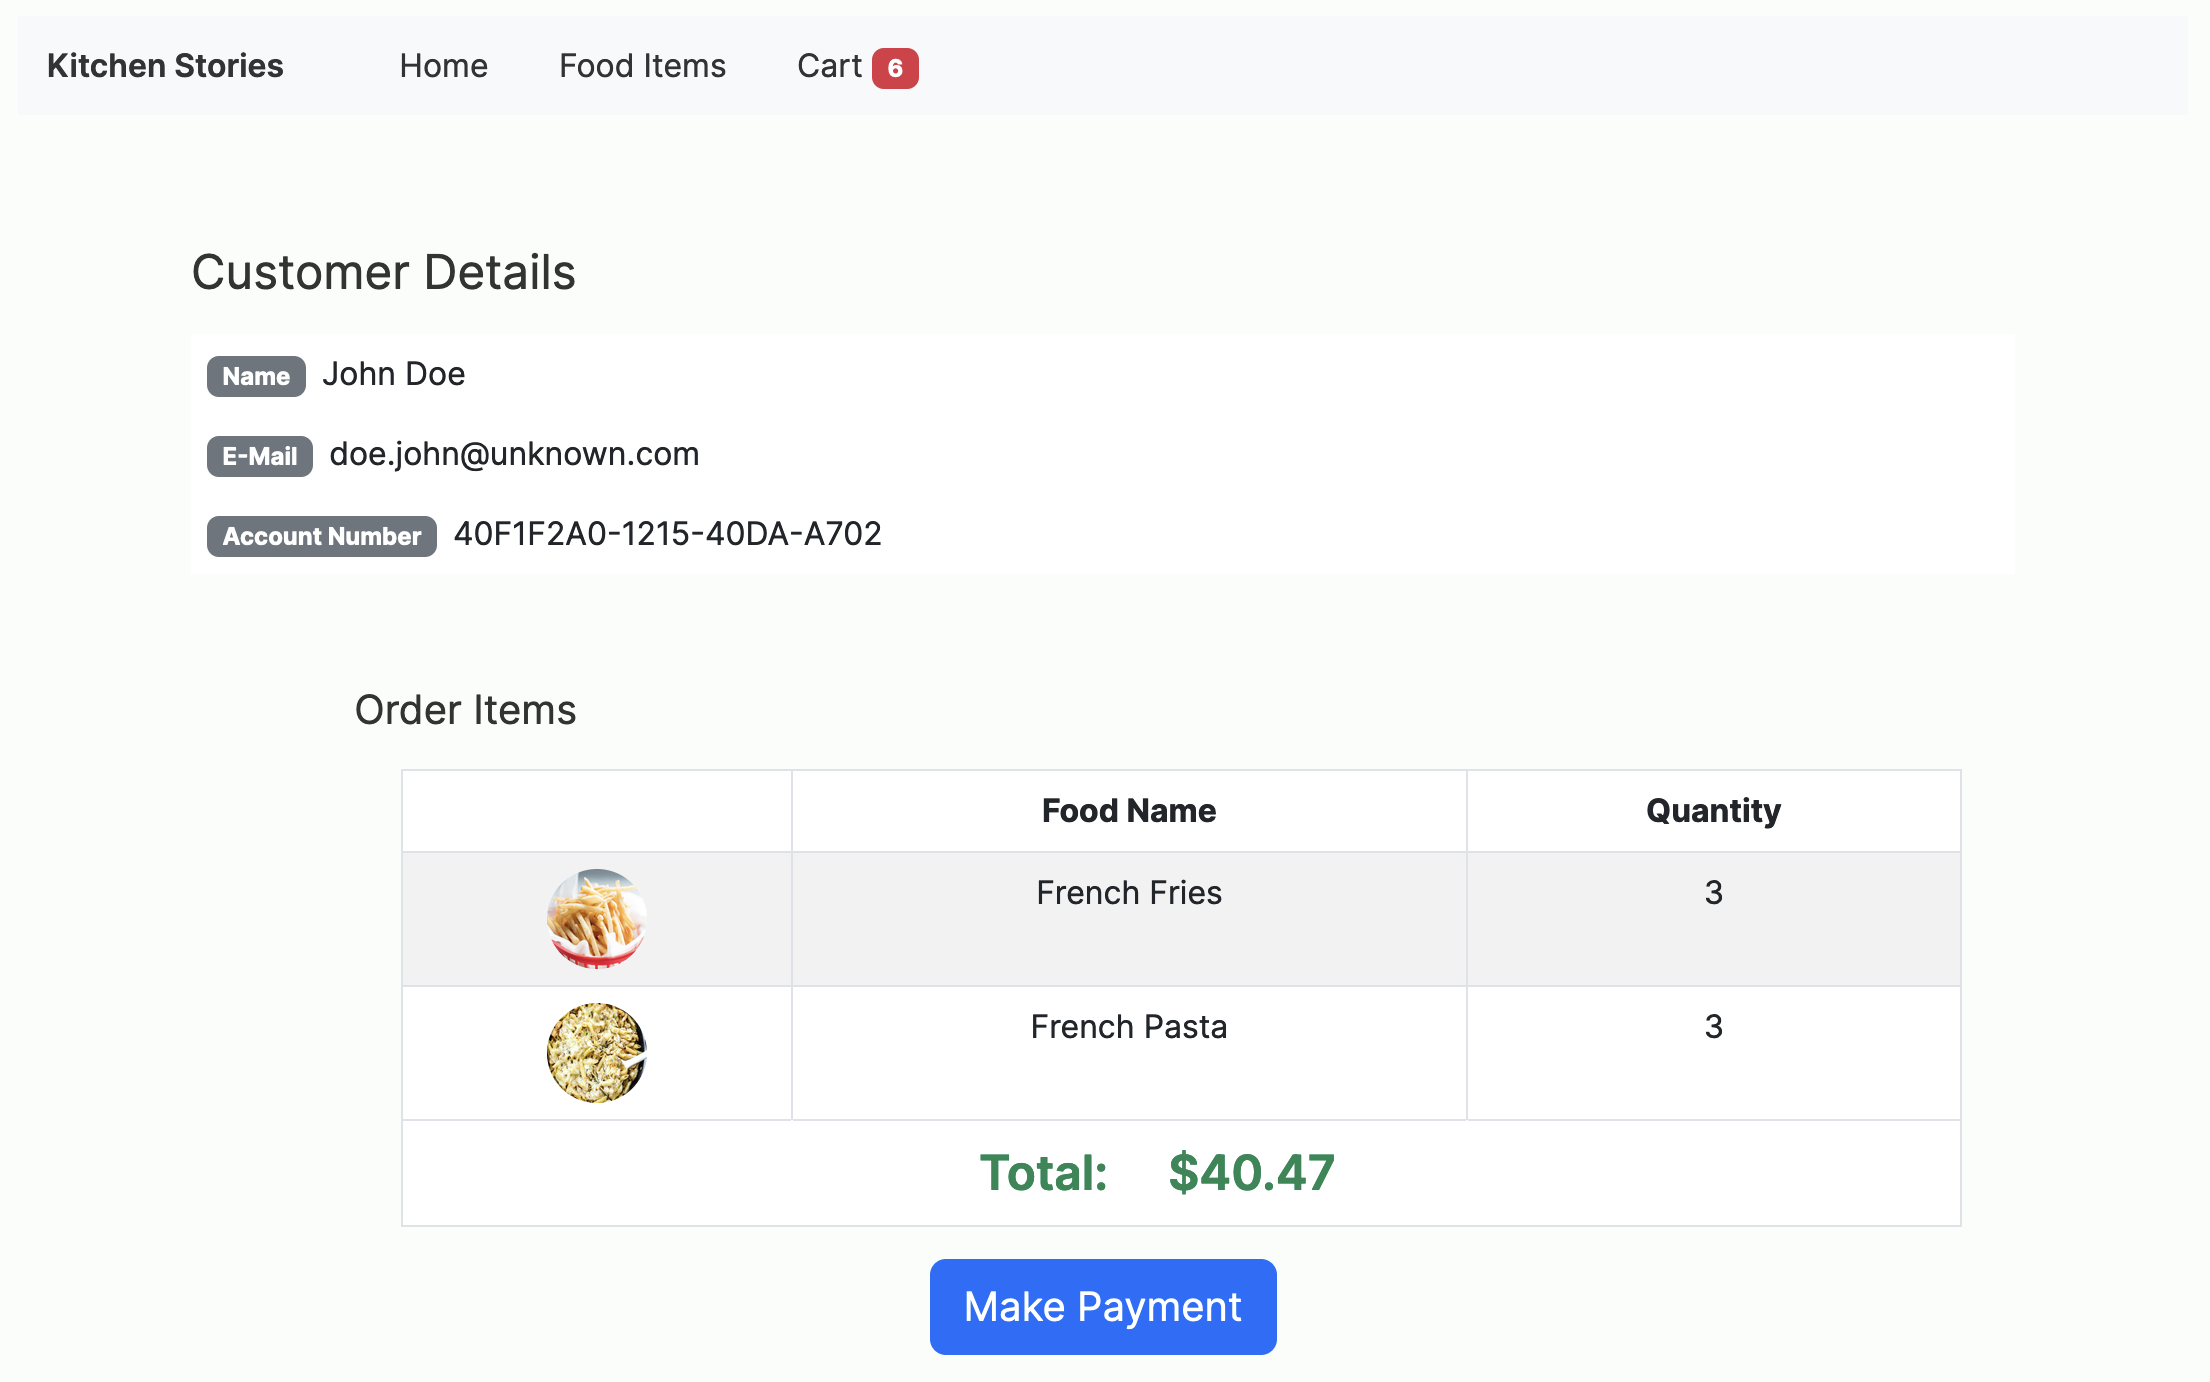 Kitchen Stories Home Food Items Cart 6
Customer Details
Name John Doe
E-Mail doe.john@unknown.com
Account Number 40F1F2A0-1215-40DA-A702
Order Items
Food Name Quantity
French Fries 3
French Pasta 3
Total: $40.47
Make Payment